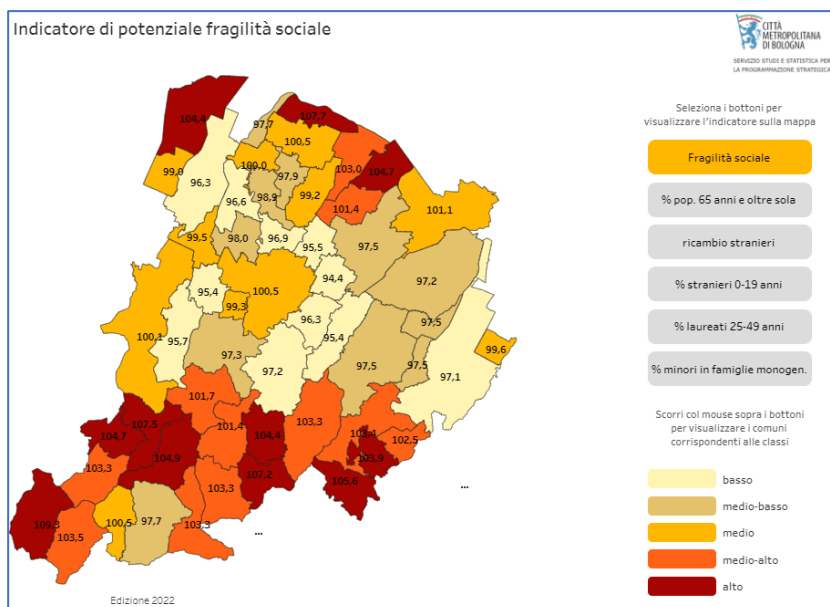 Indicatore di potenziale fragilità sociale
CITTÀ
METROPOLITANA
DI BOLOGNA
SERVIZIO STUDI E STATISTICA PER
LA PROGRAMMAZIONE STRATEGICA
Seleziona i bottoni per
visualizzare l'indicatore sulla mappa
Fragilità sociale
% pop. 65 anni e oltre sola
ricambio stranieri
% stranieri 0-19 anni
% laureati 25-49 anni
% minori in famiglie monogen.
Scorri col mouse sopra i bottoni
per visualizzare i comuni
corrispondenti alle classi
basso
medio-basso
medio
medio-alto
alto
104,4
107,7
97,7
100,5
99,0
96,3
100,0
97,9
103,0
104,7
96,6
98,9
99,2
101,4
101,1
99,5
98,0
96,9
95,5
97,5
95,4
100,5
94,4
97,2
99,3
96,3
97,5
100,1
95,7
95,4
99,6
97,3
97,2
97,5
97,5
97,1
101,7
107,5
101,4
104,4
103,3
103,4
102,5
104,7
104,9
103,9
103,3
107,2
105,6
103,3
...
109,3
103,5
100,5
97,7
103,3
...
Edizione 2022